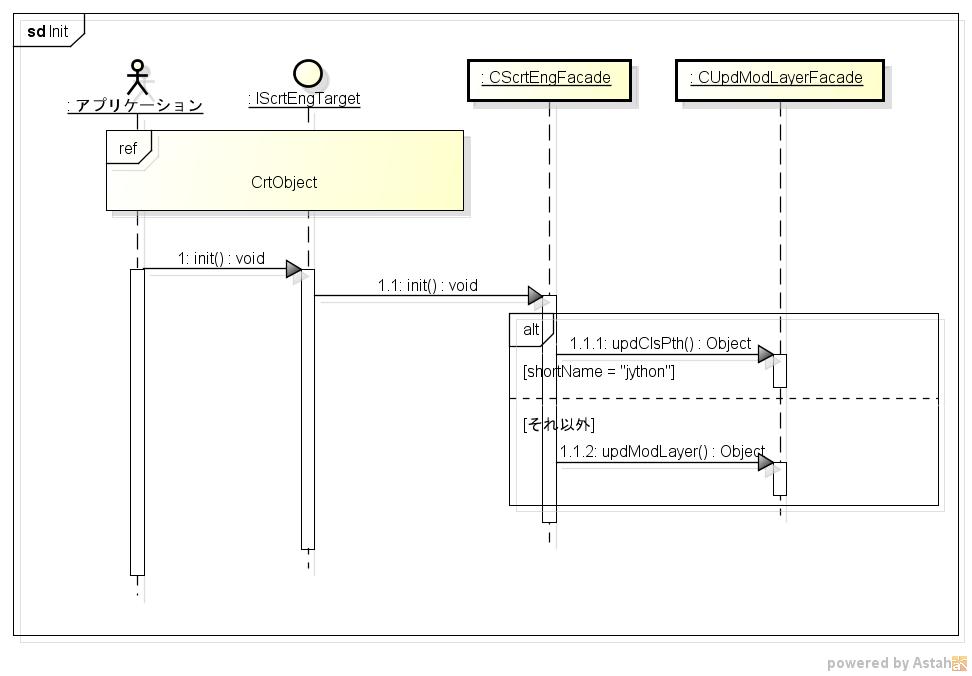 sd Init
: アプリケーション
: IScrtEngTarget
: CScrtEngFacade
: CUpdModLayerFacade
ref
CrtObject
1: init() : void
1.1: init() : void
alt
1.1.1: updClsPth() : Object
[shortName = "jython"]
[それ以外]
1.1.2: updModLayer() : Object
powered by Astah